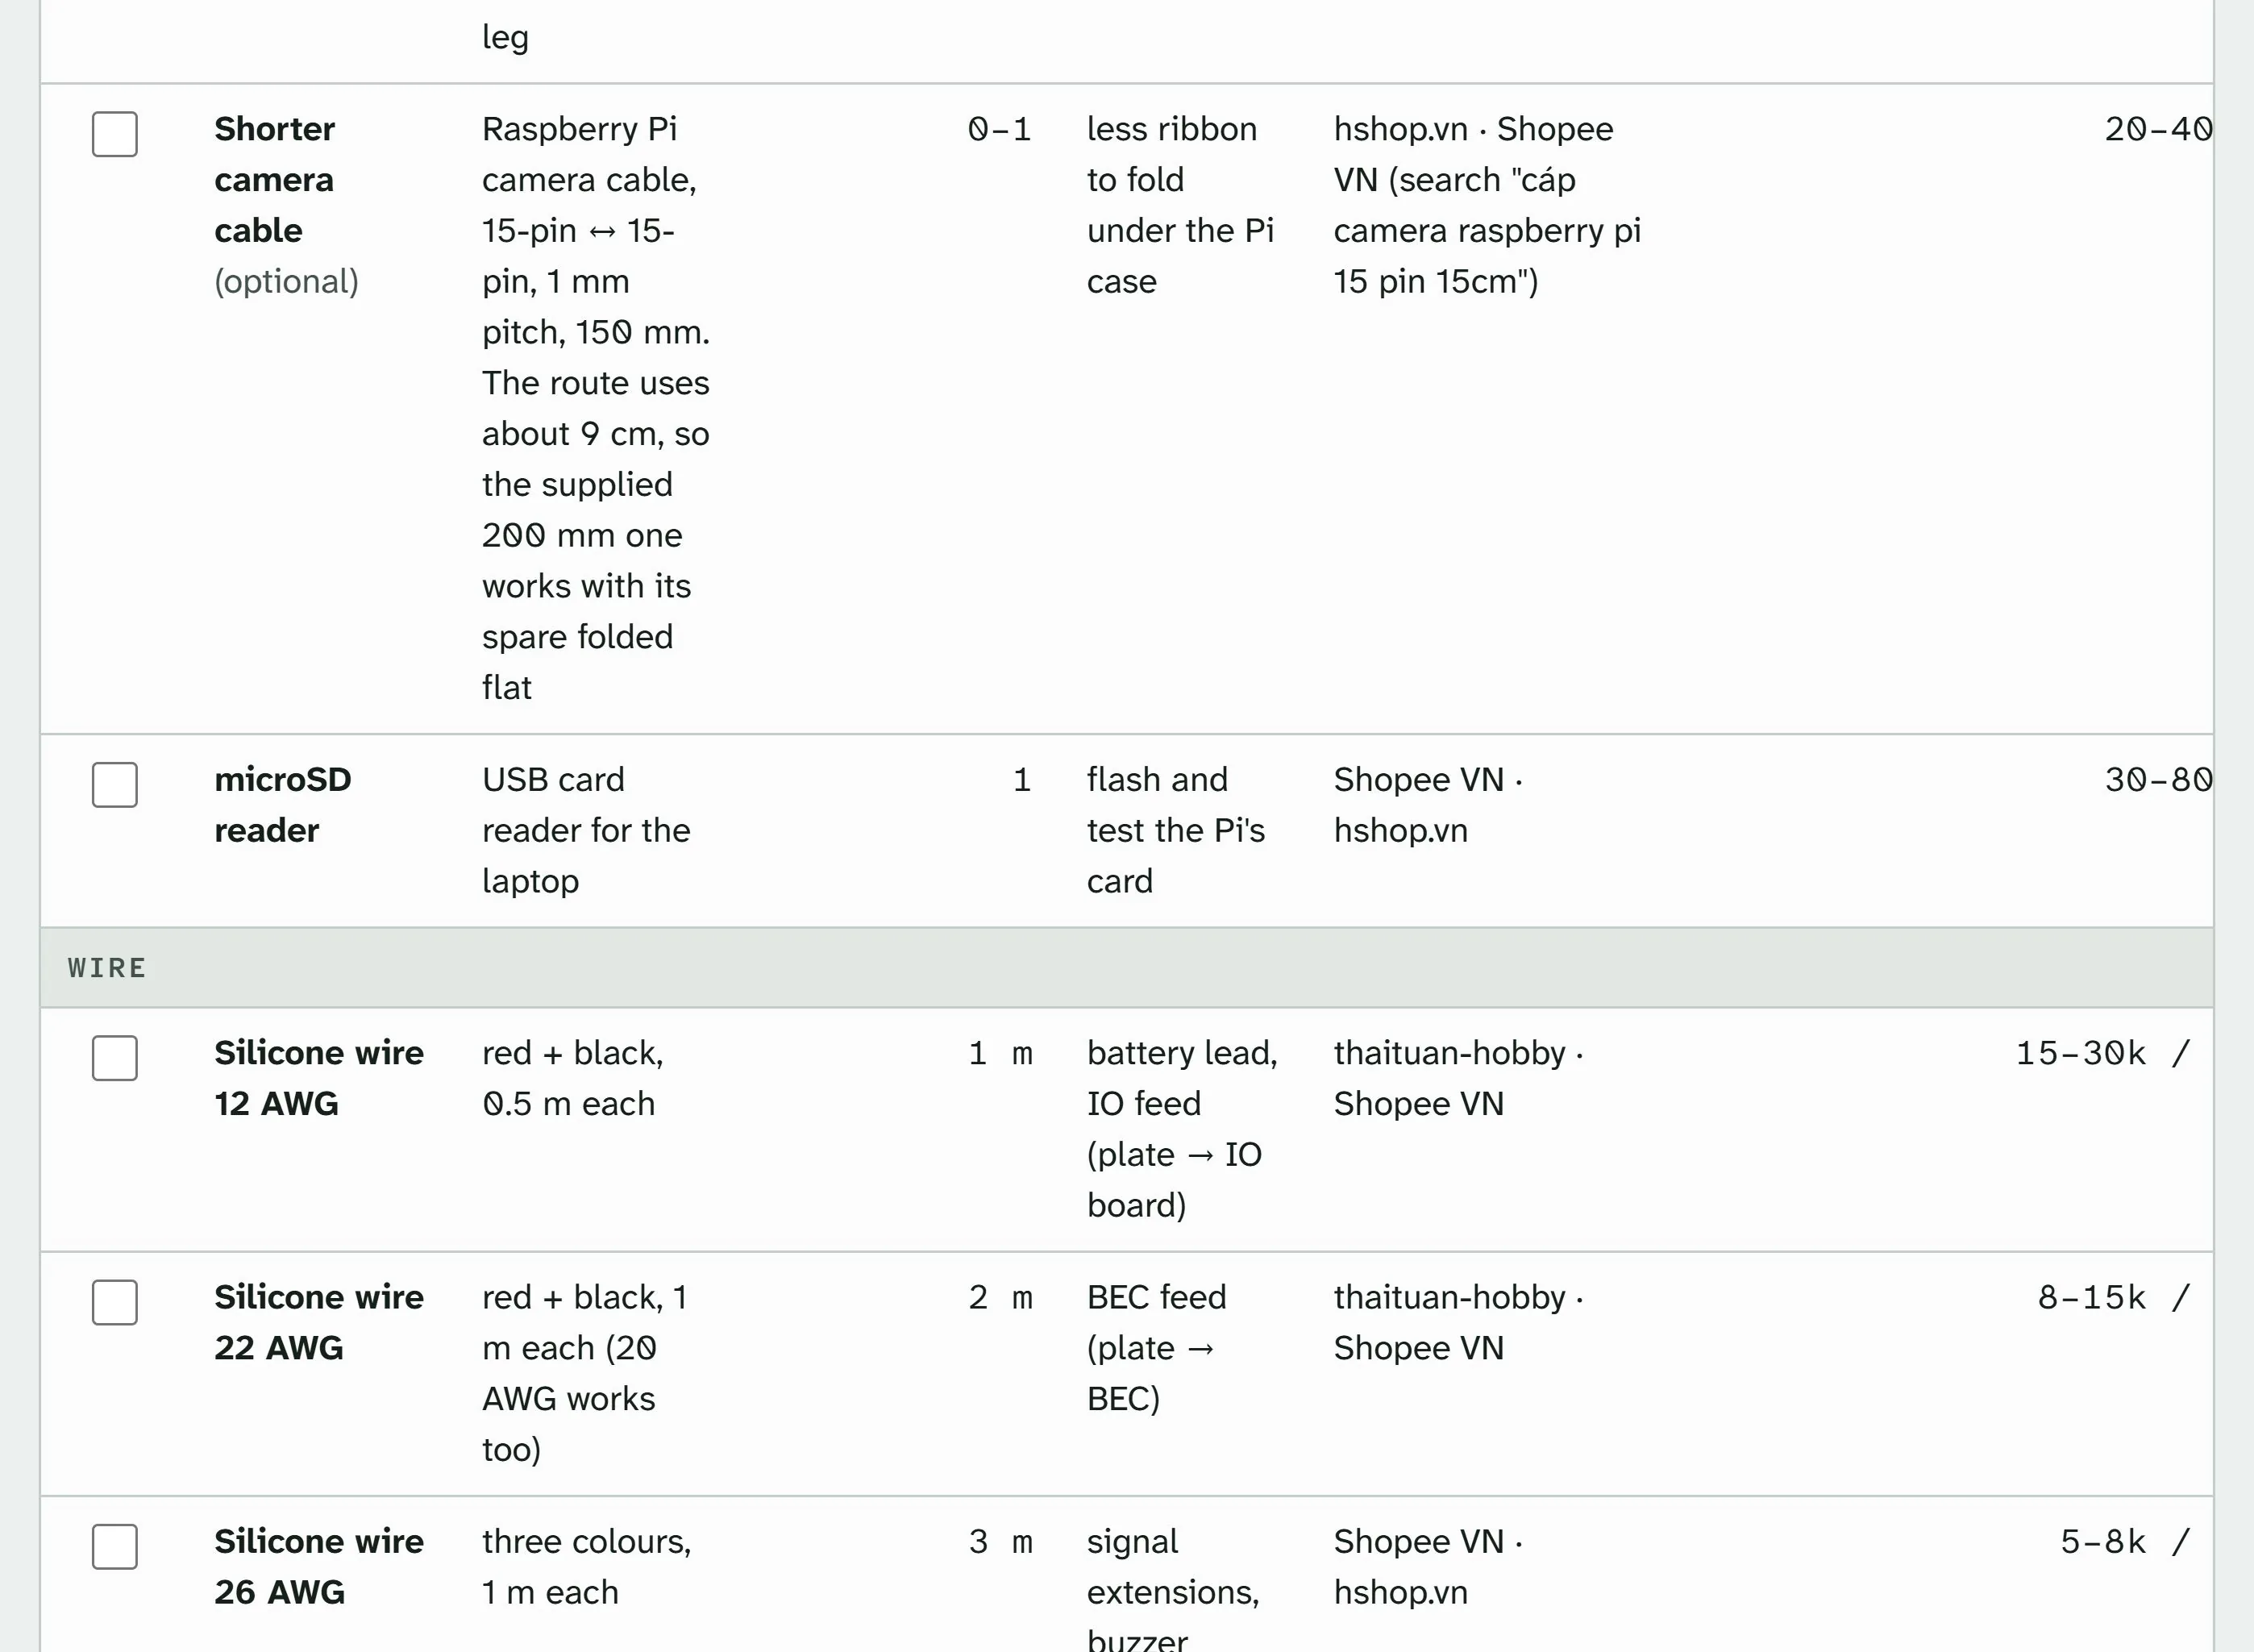 leg
Shorter camera cable (optional)
Raspberry Pi camera cable, 15-pin ↔ 15-pin, 1 mm pitch, 150 mm. The route uses about 9 cm, so the supplied 200 mm one works with its spare folded flat
0–1
less ribbon to fold under the Pi case
hshop.vn · Shopee VN (search "cáp camera raspberry pi 15 pin 15cm")
20–40
microSD reader
USB card reader for the laptop
1
flash and test the Pi's card
Shopee VN · hshop.vn
30–80
WIRE
Silicone wire 12 AWG
red + black, 0.5 m each
1 m
battery lead, IO feed (plate → IO board)
thaituan-hobby · Shopee VN
15–30k /
Silicone wire 22 AWG
red + black, 1 m each (20 AWG works too)
2 m
BEC feed (plate → BEC)
thaituan-hobby · Shopee VN
8–15k /
Silicone wire 26 AWG
three colours, 1 m each
3 m
signal extensions, buzzer
Shopee VN · hshop.vn
5–8k /